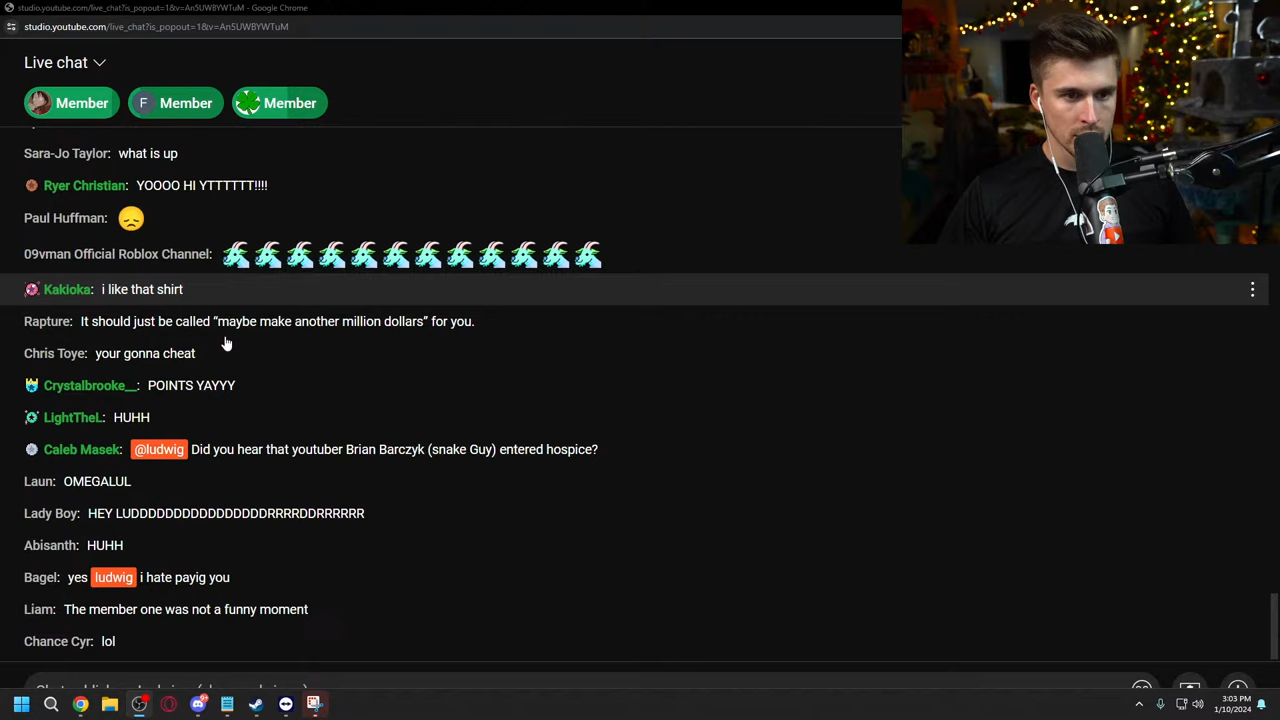 studio.youtube.com/live_chat?is_popout=1&v=An5UWBYWTuM - Google Chrome
studio.youtube.com/live_chat?is_popout=1&v=An5UWBYWTuM
Live chat
Member F Member Member
Sara-Jo Taylor: what is up
Ryer Christian: YOOOO HI YTTTTTT!!!!
Paul Huffman:
09vman Official Roblox Channel:
Kakioka: i like that shirt
Rapture: It should just be called “maybe make another million dollars” for you.
Chris Toye: your gonna cheat
Crystalbrooke__: POINTS YAYYY
LightTheL: HUHH
Caleb Masek: @ludwig Did you hear that youtuber Brian Barczyk (snake Guy) entered hospice?
Laun: OMEGALUL
Lady Boy: HEY LUDDDDDDDDDDDDDDDRRRRDDRRRRRR
Abisanth: HUHH
Bagel: yes ludwig i hate payig you
Liam: The member one was not a funny moment
Chance Cyr: lol
3:03 PM
1/10/2024